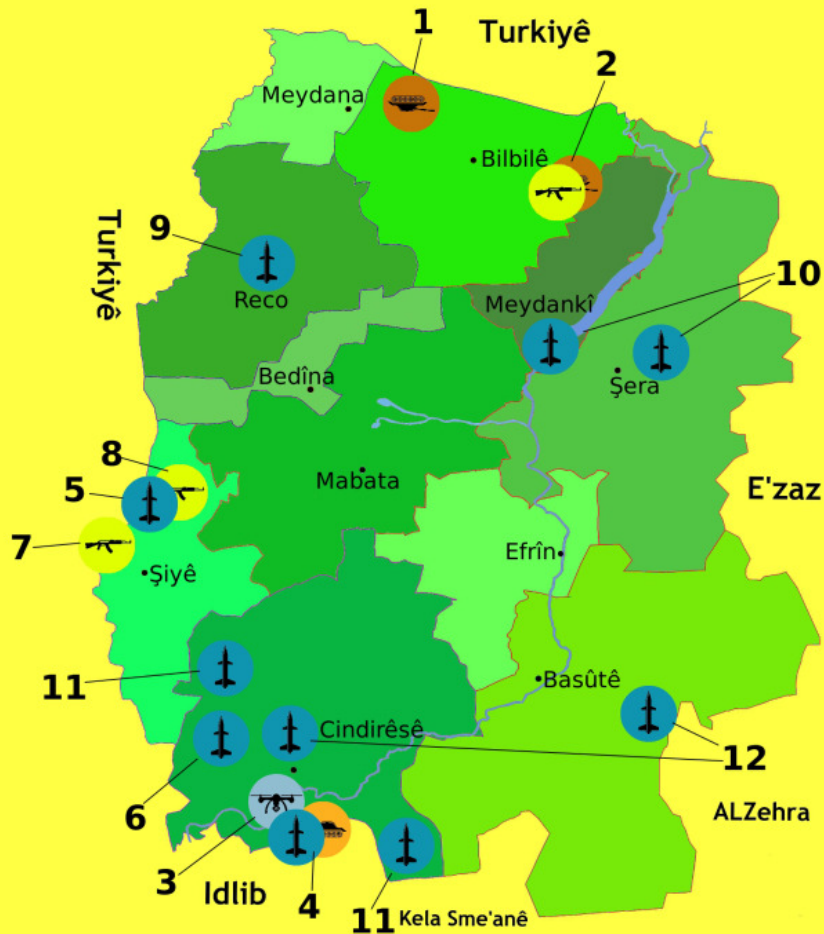 1
Turkiyê
2
Meydana
Bilbilê
Turkiyê
9
10
Reco
Meydankî
Bedîna
Şera
8
5
Mabata
E'zaz
7
Efrîn
Şiyê
11
Basûtê
Cindirêsê
12
6
ALZehra
3
Idlib
4
11
Kela Sme'anê